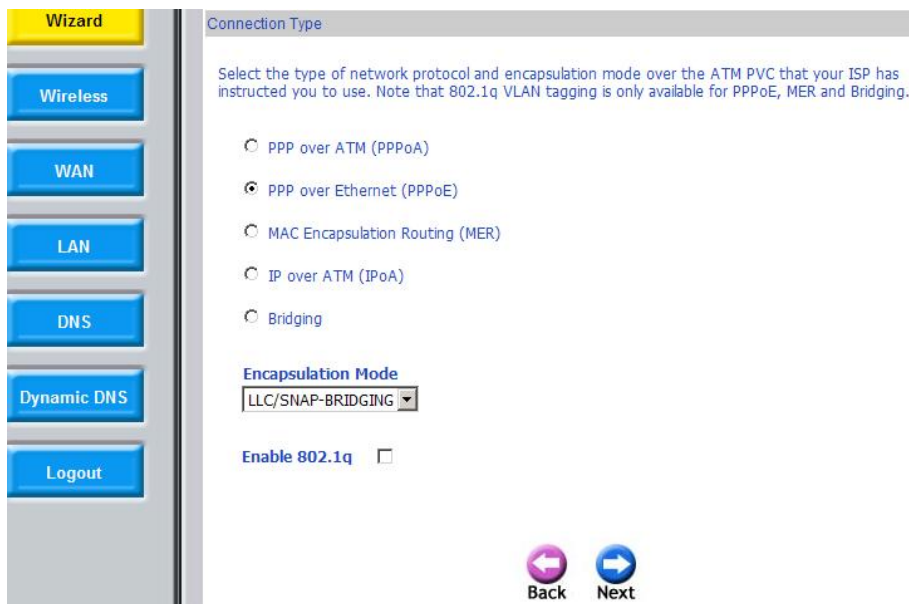 Wizard
Wireless
WAN
LAN
DNS
Dynamic DNS
Logout
Connection Type
Select the type of network protocol and encapsulation mode over the ATM PVC that your ISP has
instructed you to use. Note that 802.1q VLAN tagging is only available for PPPoE, MER and Bridging.
PPP over ATM (PPPoA)
PPP over Ethernet (PPPoE)
MAC Encapsulation Routing (MER)
IP over ATM (IPoA)
Bridging
Encapsulation Mode
LLC/SNAP-BRIDGING
Enable 802.1q
Back
Next